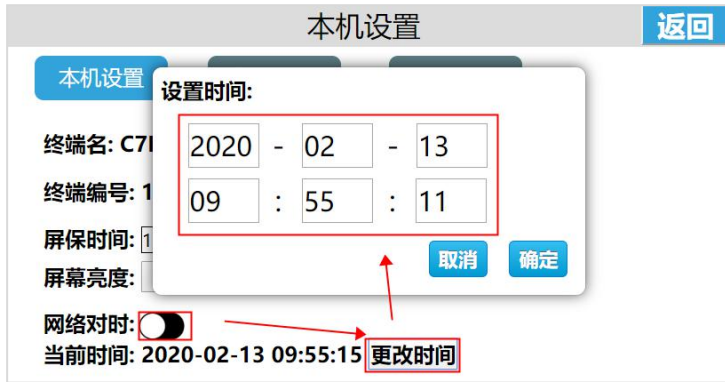 本机设置
返回
本机设置
设置时间:
2020 - 02 - 13
09 : 55 : 11
取消 确定
终端名: C7
终端编号: 1
屏保时间: 1
屏幕亮度:
网络对时:
当前时间: 2020-02-13 09:55:15 更改时间